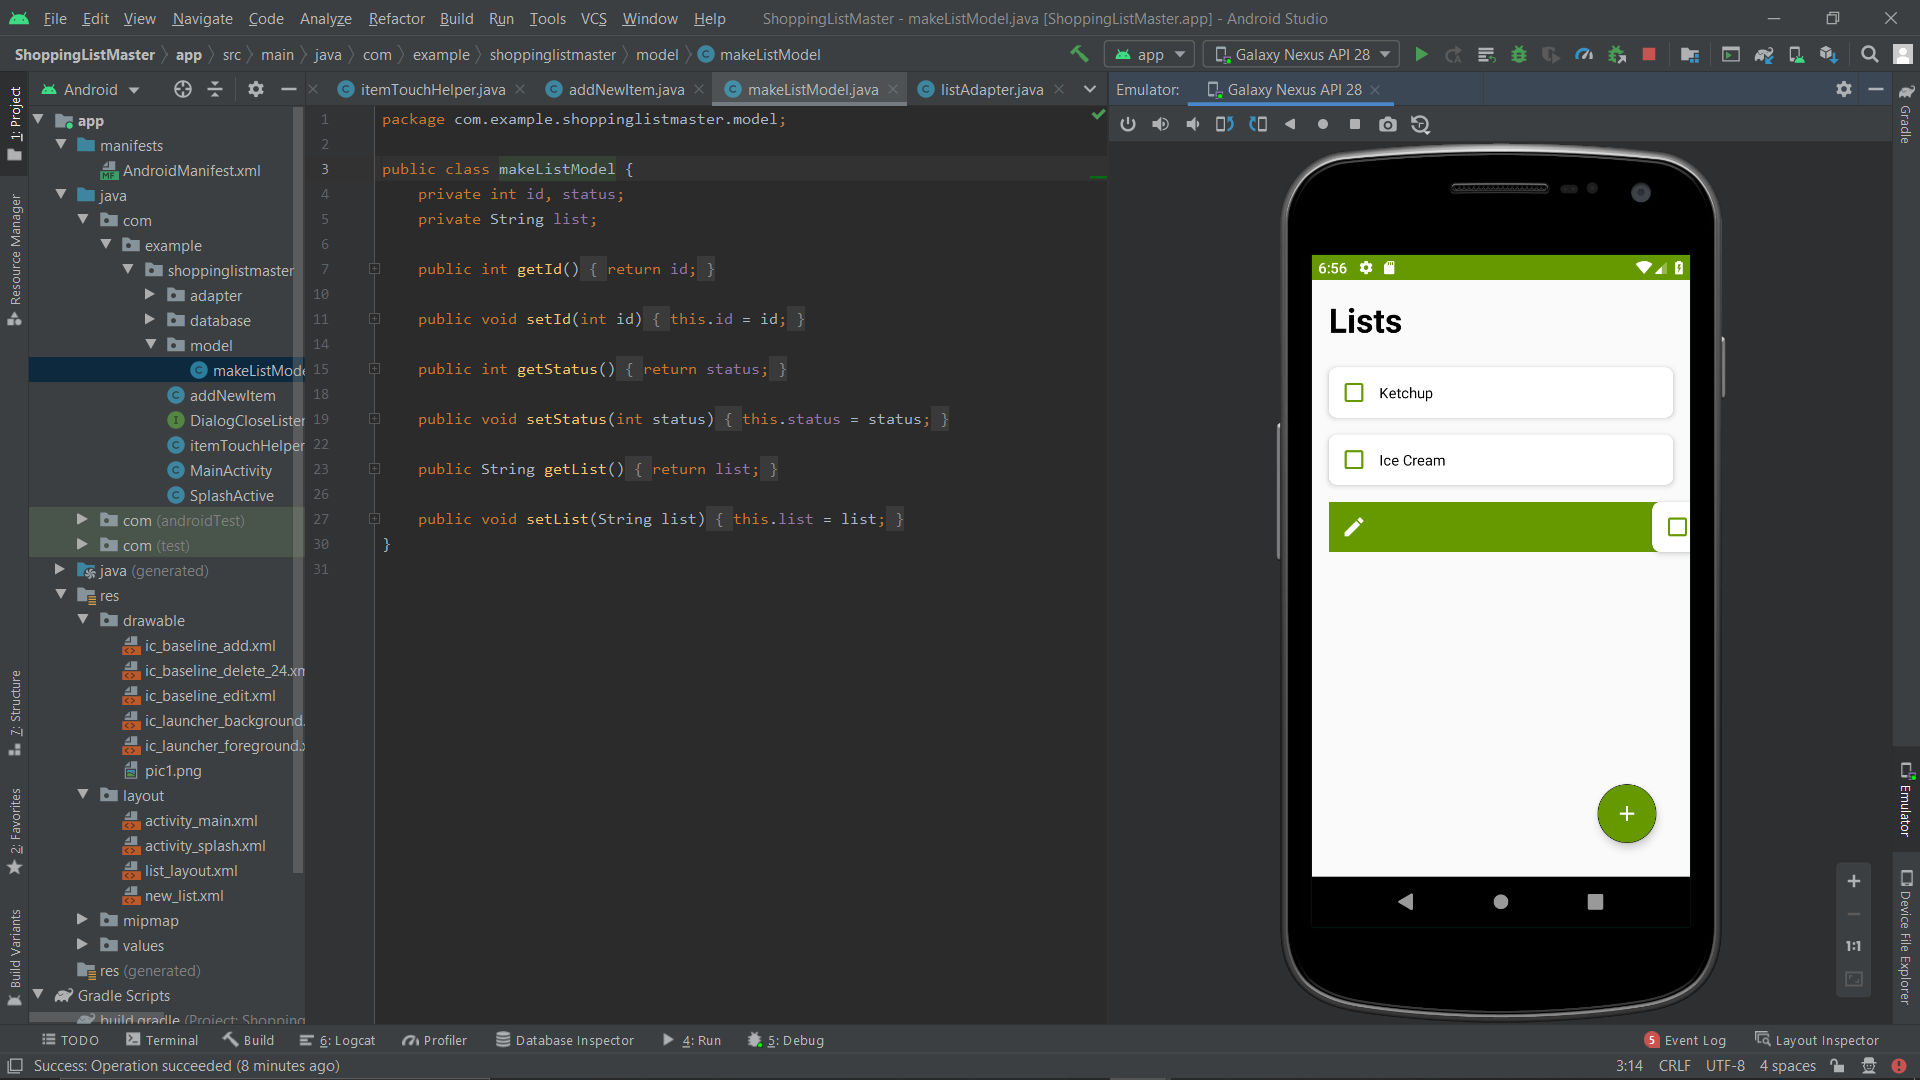 File Edit View Navigate Code Analyze Refactor Build Run Tools VCS Window Help ShoppingListMaster - makeListModel.java [ShoppingListMaster.app] - Android Studio
ShoppingListMaster app src main java com example shoppinglistmaster model makeListModel app Galaxy Nexus API 28
Android itemTouchHelper.java addNewItem.java makeListModel.java listAdapter.java Emulator: Galaxy Nexus API 28
1: Project
Resource Manager
7: Structure
2: Favorites
Build Variants
app
manifests
AndroidManifest.xml
java
com
example
shoppinglistmaster
adapter
database
model
makeListMode
addNewItem
DialogCloseLister
itemTouchHelper
MainActivity
SplashActive
com (androidTest)
com (test)
java (generated)
res
drawable
ic_baseline_add.xml
ic_baseline_delete_24.xm
ic_baseline_edit.xml
ic_launcher_background.
ic_launcher_foreground.x
pic1.png
layout
activity_main.xml
activity_splash.xml
list_layout.xml
new_list.xml
mipmap
values
res (generated)
Gradle Scripts
build.gradle (Project: Shopping
1 package com.example.shoppinglistmaster.model;
2
3 public class makeListModel {
4 private int id, status;
5 private String list;
6
7 public int getId() { return id; }
10
11 public void setId(int id) { this.id = id; }
14
15 public int getStatus() { return status; }
18
19 public void setStatus(int status) { this.status = status; }
22
23 public String getList() { return list; }
26
27 public void setList(String list) { this.list = list; }
30 }
31
6:56
Lists
Ketchup
Ice Cream
+
1:1
Gradle
Emulator
Device File Explorer
TODO Terminal Build 6: Logcat Profiler Database Inspector 4: Run 5: Debug 5 Event Log Layout Inspector
Success: Operation succeeded (8 minutes ago) 3:14 CRLF UTF-8 4 spaces